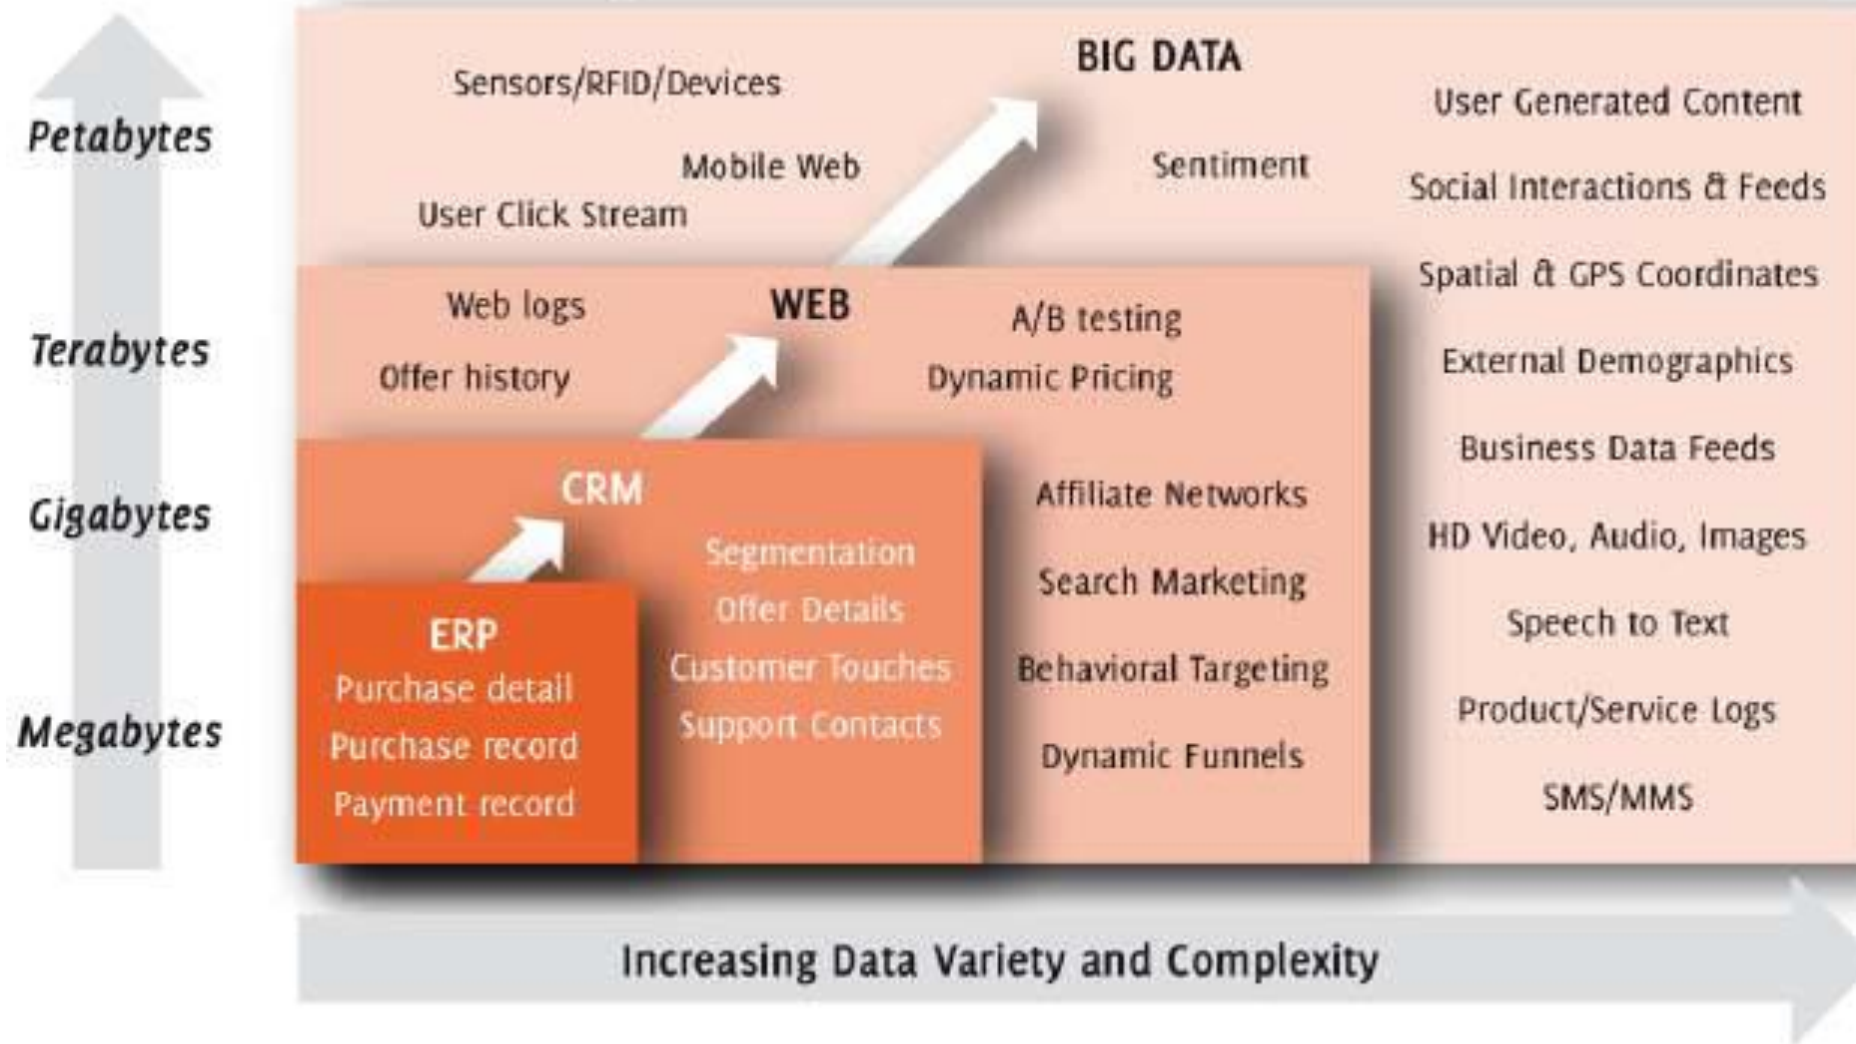 Petabytes
Terabytes
Gigabytes
Megabytes
BIG DATA
Sensors/RFID/Devices
Mobile Web
User Click Stream
Sentiment
User Generated Content
Social Interactions & Feeds
Spatial & GPS Coordinates
External Demographics
Business Data Feeds
HD Video, Audio, Images
Speech to Text
Product/Service Logs
SMS/MMS
WEB
Web logs
Offer history
A/B testing
Dynamic Pricing
Affiliate Networks
Search Marketing
Behavioral Targeting
Dynamic Funnels
CRM
Segmentation
Offer Details
Customer Touches
Support Contacts
ERP
Purchase detail
Purchase record
Payment record
Increasing Data Variety and Complexity